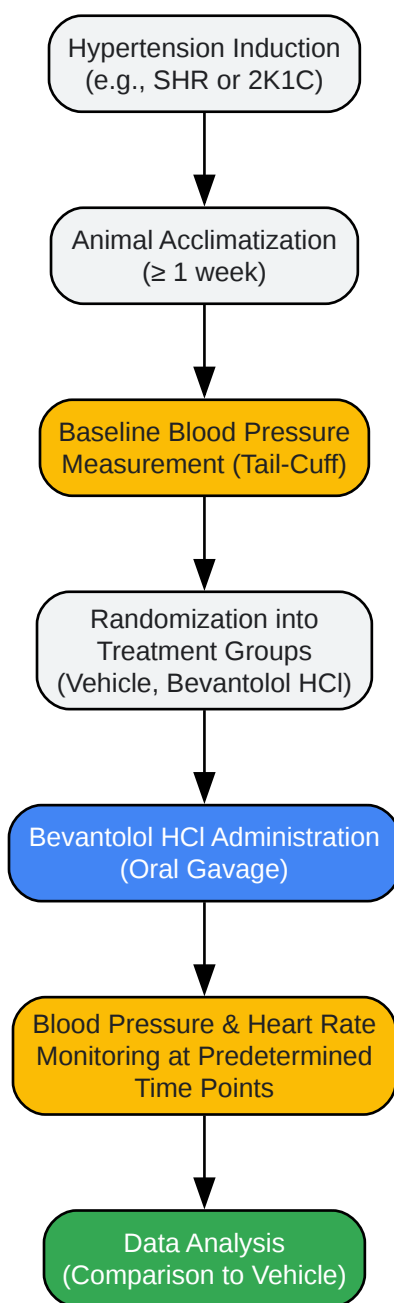 Hypertension Induction
(e.g., SHR or 2K1C)
Animal Acclimatization
(≥ 1 week)
Baseline Blood Pressure
Measurement (Tail-Cuff)
Randomization into
Treatment Groups
(Vehicle, Bevantolol HCl)
Bevantolol HCl Administration
(Oral Gavage)
Blood Pressure & Heart Rate
Monitoring at Predetermined
Time Points
Data Analysis
(Comparison to Vehicle)